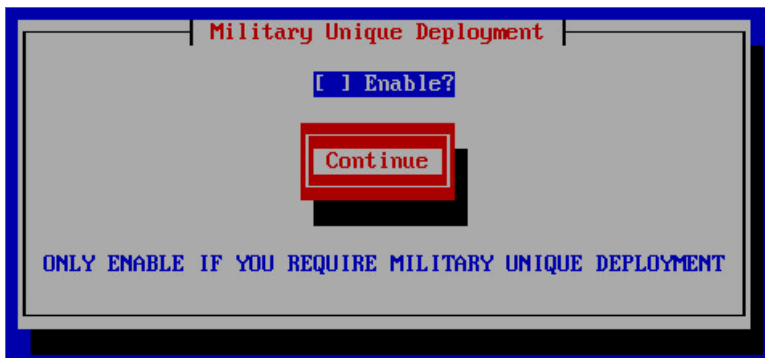 Military Unique Deployment
[ ] Enable?
Continue
ONLY ENABLE IF YOU REQUIRE MILITARY UNIQUE DEPLOYMENT